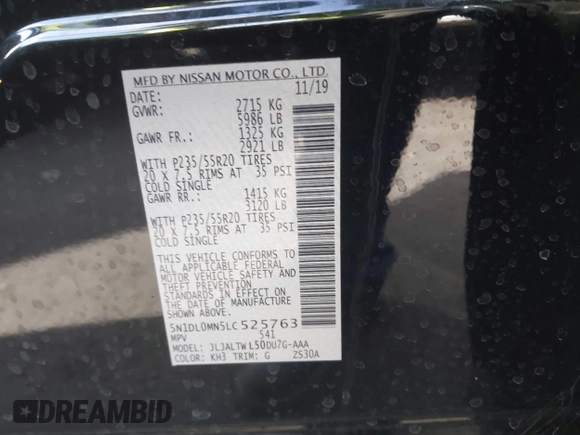 MFD BY NISSAN MOTOR CO., LTD.
DATE: 11/19
GVWR: 2715 KG
5986 LB
GAWR FR.: 1325 KG
2921 LB
WITH P235/55R20 TIRES
20 X 7.5 RIMS AT 35 PSI
COLD SINGLE
GAWR RR.: 1415 KG
3120 LB
WITH P235/55R20 TIRES
20 X 7.5 RIMS AT 35 PSI
COLD SINGLE
THIS VEHICLE CONFORMS TO
ALL APPLICABLE FEDERAL
MOTOR VEHICLE SAFETY AND
THEFT PREVENTION
STANDARDS IN EFFECT ON
THE DATE OF MANUFACTURE
SHOWN ABOVE.
5N1DL0MN5LC525763
MPV 541
MODEL: JLJALTWL50DU7G-AAA
COLOR: KH3 TRIM: G ZS30A
DREAMBID